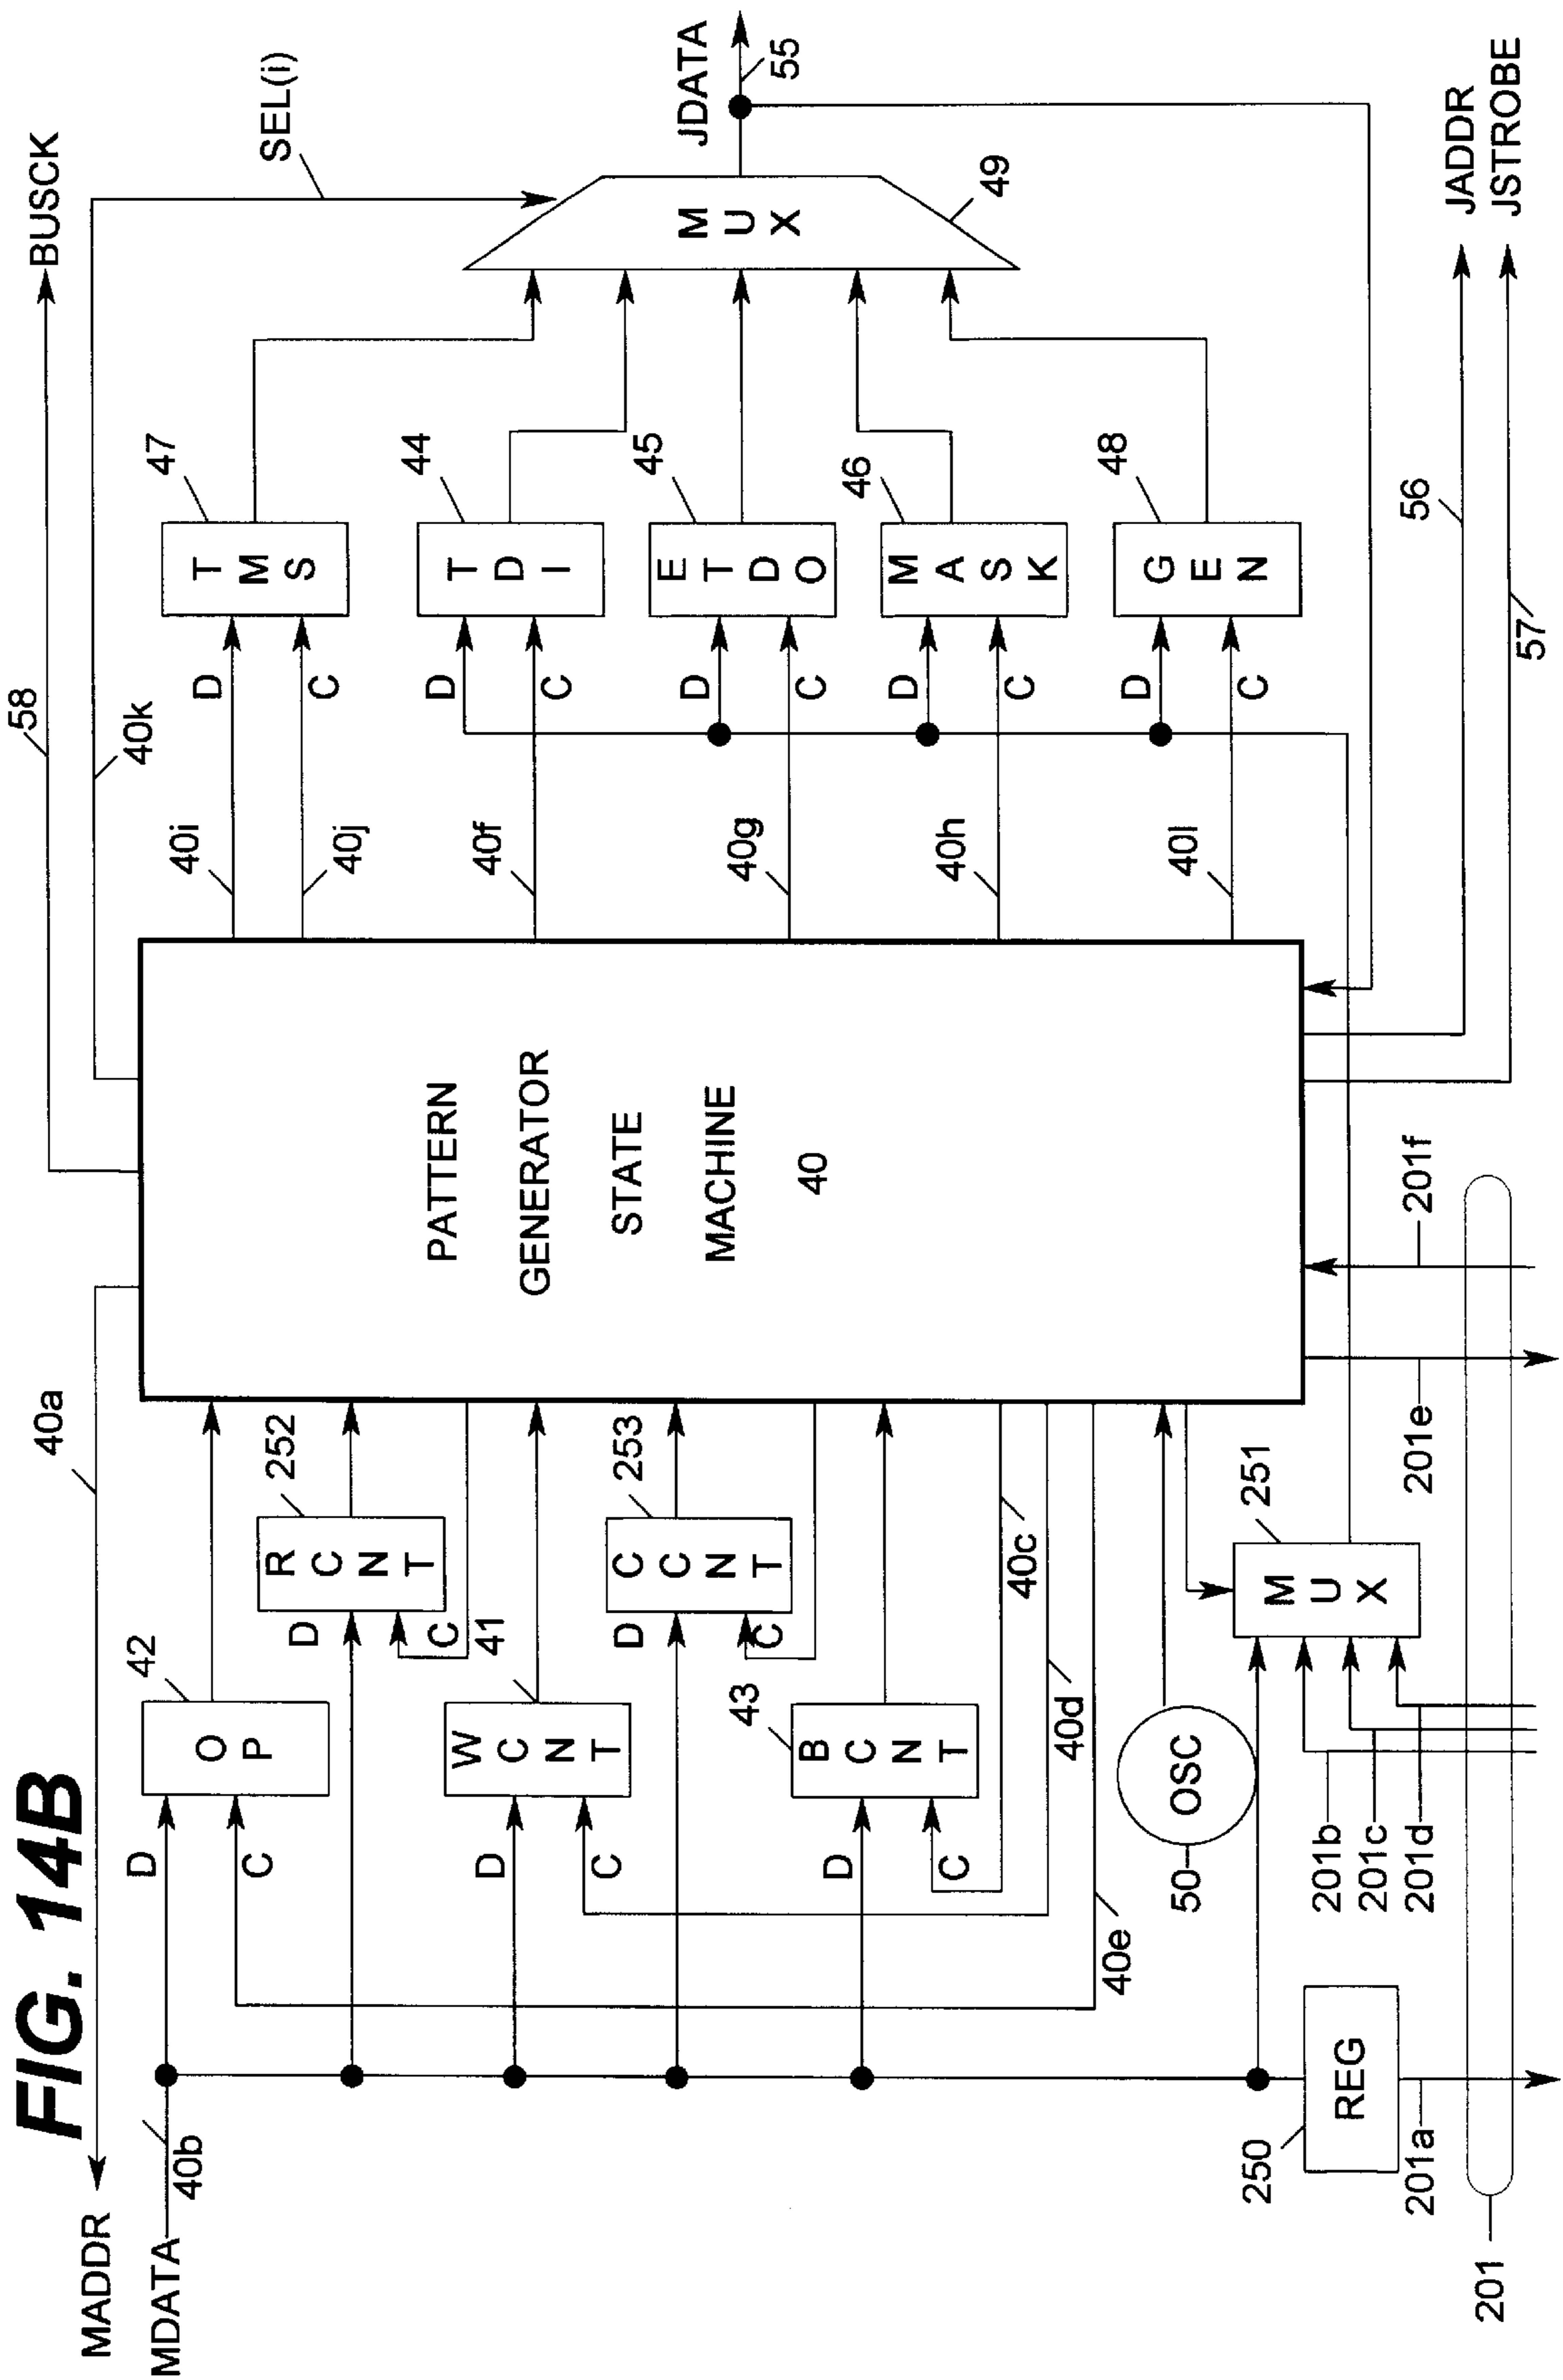 FIG. 14B
MADDR
40a
58
BUSCK
MDATA
40b
40k
SEL(i)
D
C
42
OP
D
C
252
RCNT
D
C
41
WCNT
D
C
253
CCNT
D
C
43
BCNT
40c
40d
40e
50
OSC
250
REG
251
MUX
201a
201b
201c
201d
201e
201f
201
PATTERN
GENERATOR
STATE
MACHINE
40
40i
40j
40f
40g
40h
40l
D
C
47
TMS
D
C
44
TDI
D
C
45
ETDO
D
C
46
MASK
D
C
48
GEN
MUX
49
JDATA
55
56
57
JADDR
JSTROBE